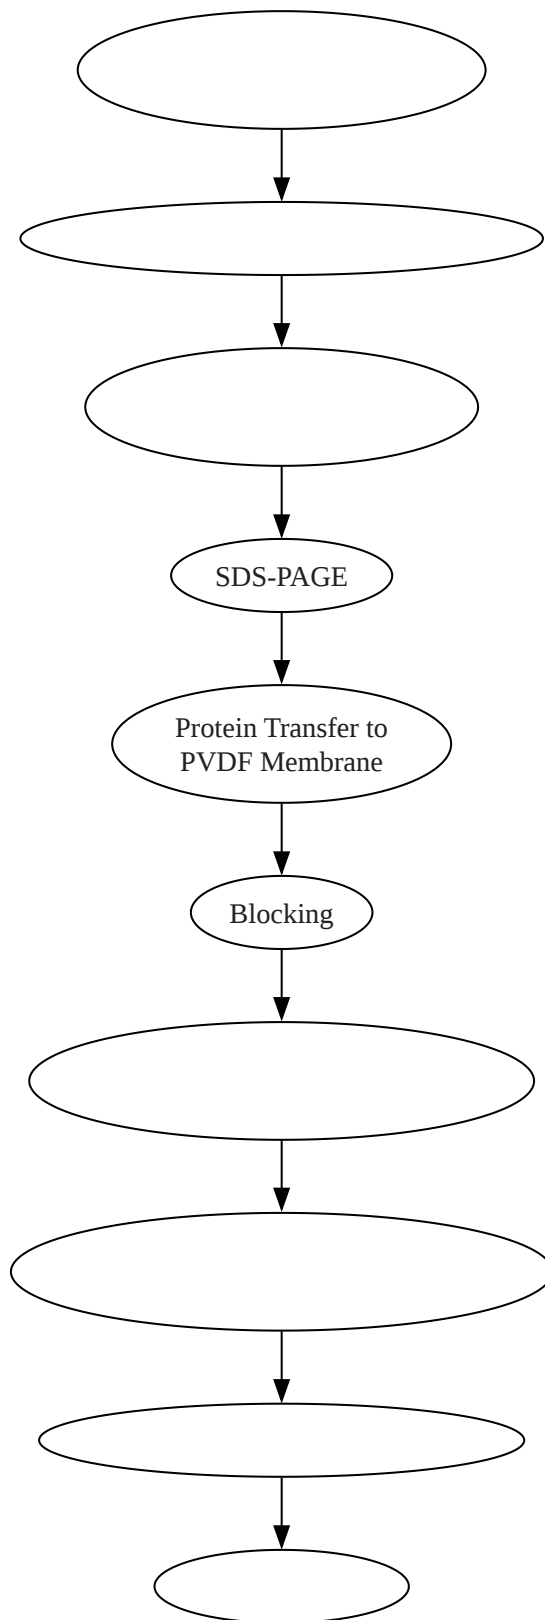 SDS-PAGE
Protein Transfer to
PVDF Membrane
Blocking